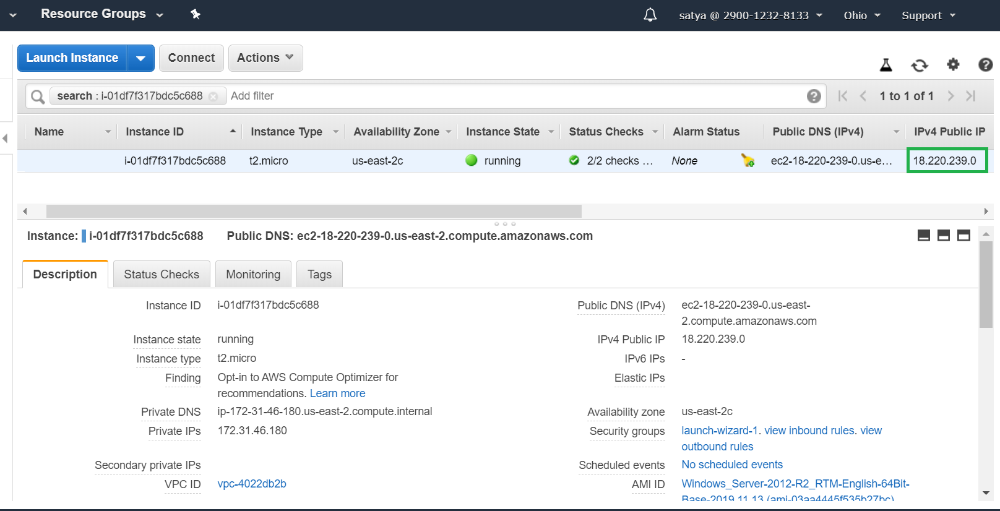 Resource Groups
satya @ 2900-1232-8133
Ohio
Support
Launch Instance
Connect
Actions
search : i-01df7f317bdc5c688
Add filter
1 to 1 of 1
Name
Instance ID
Instance Type
Availability Zone
Instance State
Status Checks
Alarm Status
Public DNS (IPv4)
IPv4 Public IP
i-01df7f317bdc5c688
t2.micro
us-east-2c
running
2/2 checks ...
None
ec2-18-220-239-0.us-e...
18.220.239.0
Instance: i-01df7f317bdc5c688
Public DNS: ec2-18-220-239-0.us-east-2.compute.amazonaws.com
Description
Status Checks
Monitoring
Tags
Instance ID
i-01df7f317bdc5c688
Public DNS (IPv4)
ec2-18-220-239-0.us-east-
2.compute.amazonaws.com
Instance state
running
IPv4 Public IP
18.220.239.0
Instance type
t2.micro
IPv6 IPs
-
Finding
Opt-in to AWS Compute Optimizer for
recommendations. Learn more
Elastic IPs
Private DNS
ip-172-31-46-180.us-east-2.compute.internal
Availability zone
us-east-2c
Private IPs
172.31.46.180
Security groups
launch-wizard-1. view inbound rules. view
outbound rules
Secondary private IPs
Scheduled events
No scheduled events
VPC ID
vpc-4022db2b
AMI ID
Windows_Server-2012-R2_RTM-English-64Bit-
Base-2019.11.13 (ami-03aa4445f535b27bc)